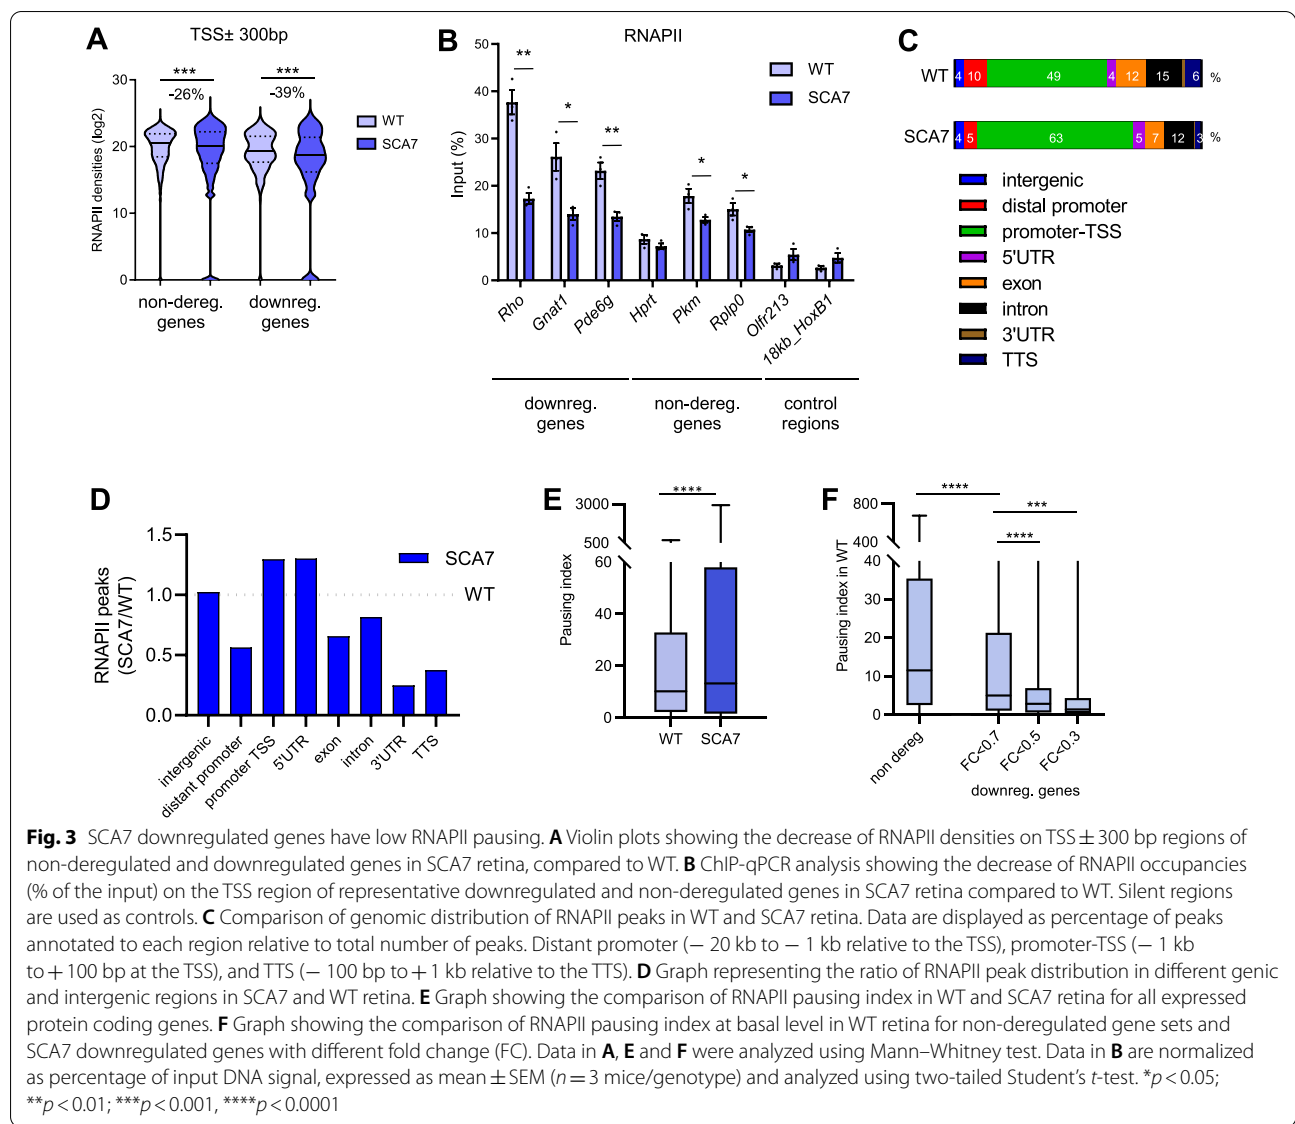 A
TSS± 300bp
RNAPII densities (log2)
30
20
10
0
***
-26%
***
-39%
WT
SCA7
non-dereg.
genes
downreg.
genes
B
RNAPII
Input (%)
50
40
30
20
10
0
**
*
**
*
*
WT
SCA7
Rho
Gnat1
Pde6g
Hprt
Pkm
Rplp0
Olfr213
18kb_HoxB1
downreg.
genes
non-dereg.
genes
control
regions
C
WT 4 10 49 4 12 15 6 %
SCA7 4 5 63 5 7 12 3 %
intergenic
distal promoter
promoter-TSS
5'UTR
exon
intron
3'UTR
TTS
D
RNAPII peaks
(SCA7/WT)
1.5
1.0
0.5
0.0
SCA7
WT
intergenic
distant promoter
promoter TSS
5'UTR
exon
intron
3'UTR
TTS
E
Pausing index
3000
500
60
40
20
0
****
WT
SCA7
F
Pausing index in WT
800
400
40
30
20
10
0
****
***
****
non dereg
FC<0.7
FC<0.5
FC<0.3
downreg. genes
Fig. 3 SCA7 downregulated genes have low RNAPII pausing. A Violin plots showing the decrease of RNAPII densities on TSS ± 300 bp regions of
non-deregulated and downregulated genes in SCA7 retina, compared to WT. B ChIP-qPCR analysis showing the decrease of RNAPII occupancies
(% of the input) on the TSS region of representative downregulated and non-deregulated genes in SCA7 retina compared to WT. Silent regions
are used as controls. C Comparison of genomic distribution of RNAPII peaks in WT and SCA7 retina. Data are displayed as percentage of peaks
annotated to each region relative to total number of peaks. Distant promoter (− 20 kb to − 1 kb relative to the TSS), promoter-TSS (− 1 kb
to + 100 bp at the TSS), and TTS (− 100 bp to + 1 kb relative to the TTS). D Graph representing the ratio of RNAPII peak distribution in different genic
and intergenic regions in SCA7 and WT retina. E Graph showing the comparison of RNAPII pausing index in WT and SCA7 retina for all expressed
protein coding genes. F Graph showing the comparison of RNAPII pausing index at basal level in WT retina for non-deregulated gene sets and
SCA7 downregulated genes with different fold change (FC). Data in A, E and F were analyzed using Mann–Whitney test. Data in B are normalized
as percentage of input DNA signal, expressed as mean ± SEM (n = 3 mice/genotype) and analyzed using two-tailed Student's t-test. *p < 0.05;
**p < 0.01; ***p < 0.001, ****p < 0.0001